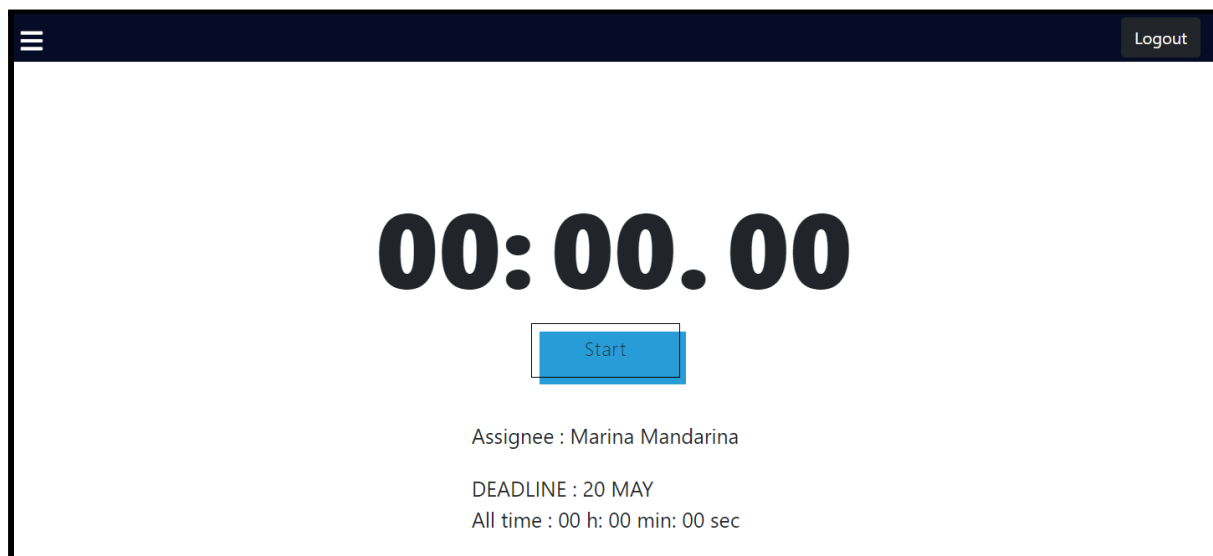 Logout
00: 00. 00
Start
Assignee : Marina Mandarina
DEADLINE : 20 MAY
All time : 00 h: 00 min: 00 sec